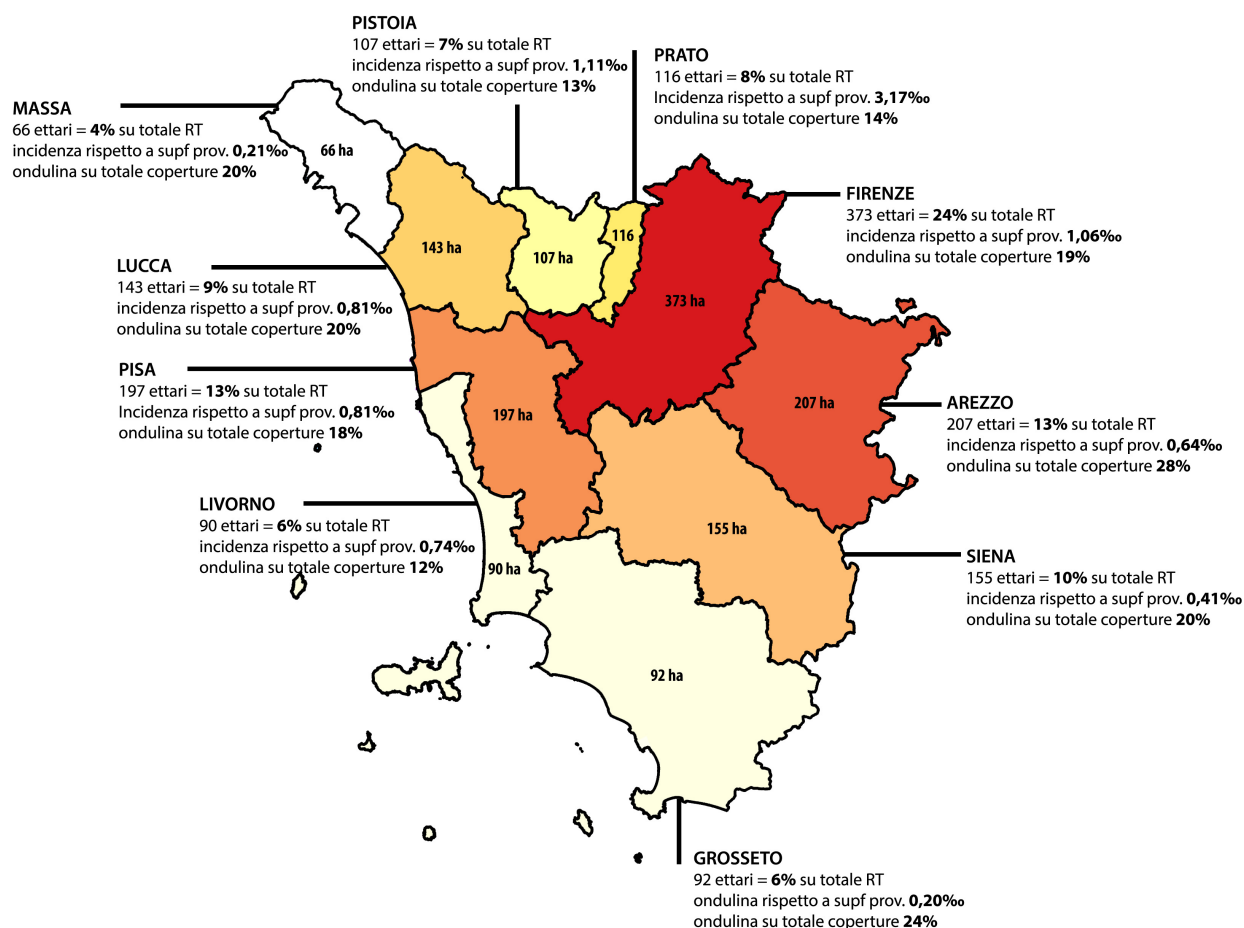 PISTOIA
107 ettari = 7% su totale RT
incidenza rispetto a supf prov. 1,11‰
ondulina su totale coperture 13%
PRATO
116 ettari = 8% su totale RT
Incidenza rispetto a supf prov. 3,17‰
ondulina su totale coperture 14%
MASSA
66 ettari = 4% su totale RT
incidenza rispetto a supf prov. 0,21‰
ondulina su totale coperture 20%
66 ha
FIRENZE
373 ettari = 24% su totale RT
incidenza rispetto a supf prov. 1,06‰
ondulina su totale coperture 19%
143 ha
107 ha
116
373 ha
LUCCA
143 ettari = 9% su totale RT
incidenza rispetto a supf prov. 0,81‰
ondulina su totale coperture 20%
PISA
197 ettari = 13% su totale RT
Incidenza rispetto a supf prov. 0,81‰
ondulina su totale coperture 18%
197 ha
207 ha
AREZZO
207 ettari = 13% su totale RT
incidenza rispetto a supf prov. 0,64‰
ondulina su totale coperture 28%
LIVORNO
90 ettari = 6% su totale RT
incidenza rispetto a supf prov. 0,74‰
ondulina su totale coperture 12%
90 ha
155 ha
SIENA
155 ettari = 10% su totale RT
incidenza rispetto a supf prov. 0,41‰
ondulina su totale coperture 20%
92 ha
GROSSETO
92 ettari = 6% su totale RT
ondulina rispetto a supf prov. 0,20‰
ondulina su totale coperture 24%